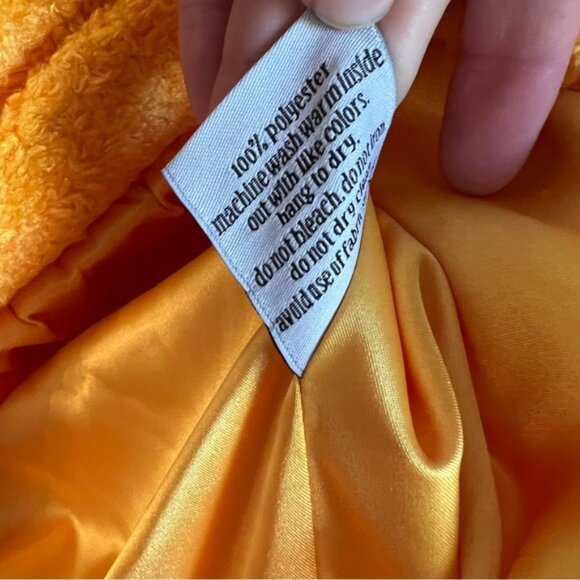 100% polyester
machine wash warm inside
out with like colors.
hang to dry.
do not bleach, do not iron
do not dry clean
avoid use of fabric